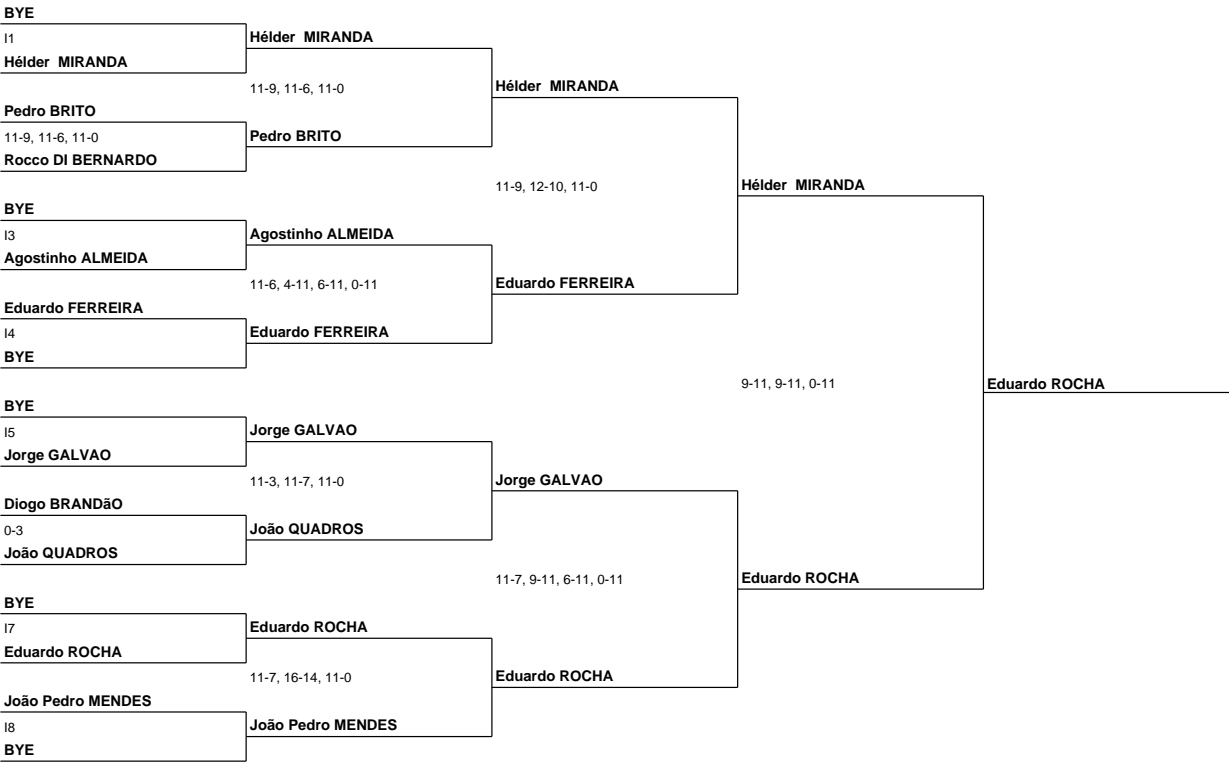 BYE
I1
Hélder  MIRANDA
Pedro BRITO
11-9, 11-6, 11-0
Rocco DI BERNARDO
BYE
I3
Agostinho ALMEIDA
Eduardo FERREIRA
I4
BYE
BYE
I5
Jorge GALVAO
Diogo BRANDãO
0-3
João QUADROS
BYE
I7
Eduardo ROCHA
João Pedro MENDES
I8
BYE
Hélder  MIRANDA
11-9, 11-6, 11-0
Pedro BRITO
Agostinho ALMEIDA
11-6, 4-11, 6-11, 0-11
Eduardo FERREIRA
Jorge GALVAO
11-3, 11-7, 11-0
João QUADROS
Eduardo ROCHA
11-7, 16-14, 11-0
João Pedro MENDES
Hélder  MIRANDA
11-9, 12-10, 11-0
Eduardo FERREIRA
Jorge GALVAO
11-7, 9-11, 6-11, 0-11
Eduardo ROCHA
Hélder  MIRANDA
9-11, 9-11, 0-11
Eduardo ROCHA
Eduardo ROCHA